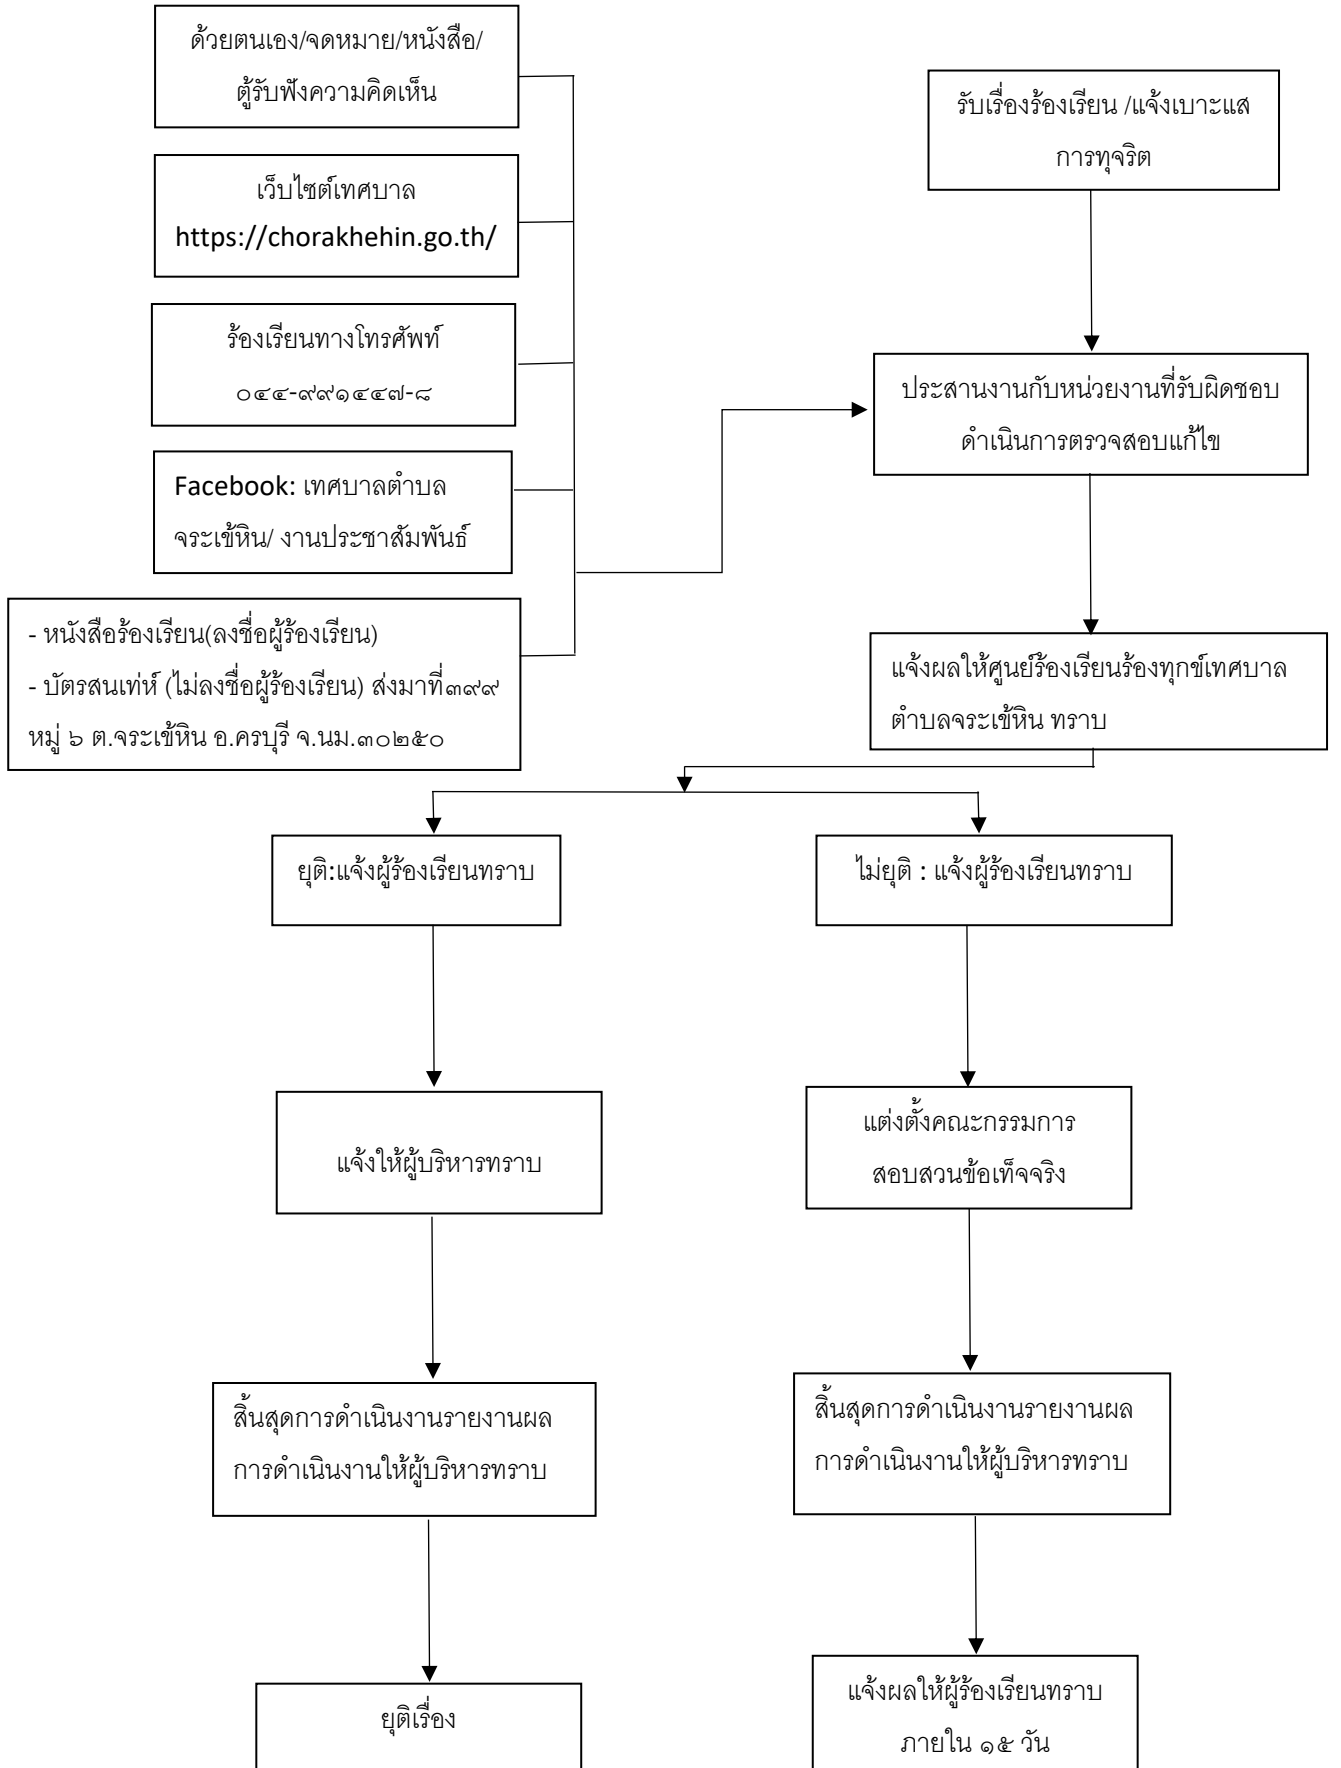 ด้วยตนเอง/จดหมาย/หนังสือ/
ตู้รับฟังความคิดเห็น
เว็บไซต์เทศบาล
https://chorakhehin.go.th/
ร้องเรียนทางโทรศัพท์
๐๔๔-๙๙๑๔๔๗-๘
Facebook: เทศบาลตำบล
จระเข้หิน/ งานประชาสัมพันธ์
- หนังสือร้องเรียน(ลงชื่อผู้ร้องเรียน)
- บัตรสนเท่ห์ (ไม่ลงชื่อผู้ร้องเรียน) ส่งมาที่๓๙๙
หมู่ ๖ ต.จระเข้หิน อ.ครบุรี จ.นม.๓๐๒๕๐
รับเรื่องร้องเรียน /แจ้งเบาะแส
การทุจริต
ประสานงานกับหน่วยงานที่รับผิดชอบ
ดำเนินการตรวจสอบแก้ไข
แจ้งผลให้ศูนย์ร้องเรียนร้องทุกข์เทศบาล
ตำบลจระเข้หิน ทราบ
ยุติ:แจ้งผู้ร้องเรียนทราบ
ไม่ยุติ : แจ้งผู้ร้องเรียนทราบ
แจ้งให้ผู้บริหารทราบ
แต่งตั้งคณะกรรมการ
สอบสวนข้อเท็จจริง
สิ้นสุดการดำเนินงานรายงานผล
การดำเนินงานให้ผู้บริหารทราบ
สิ้นสุดการดำเนินงานรายงานผล
การดำเนินงานให้ผู้บริหารทราบ
ยุติเรื่อง
แจ้งผลให้ผู้ร้องเรียนทราบ
ภายใน ๑๕ วัน